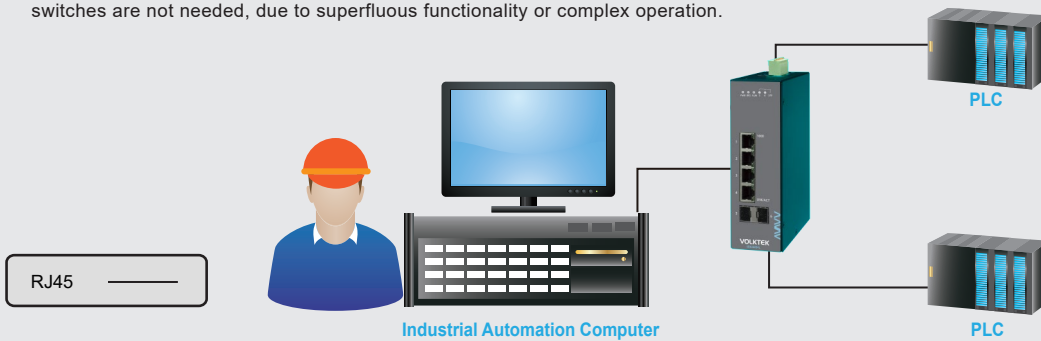 switches are not needed, due to superfluous functionality or complex operation.
PLC
RJ45
VOLKTEK
Industrial Automation Computer
PLC